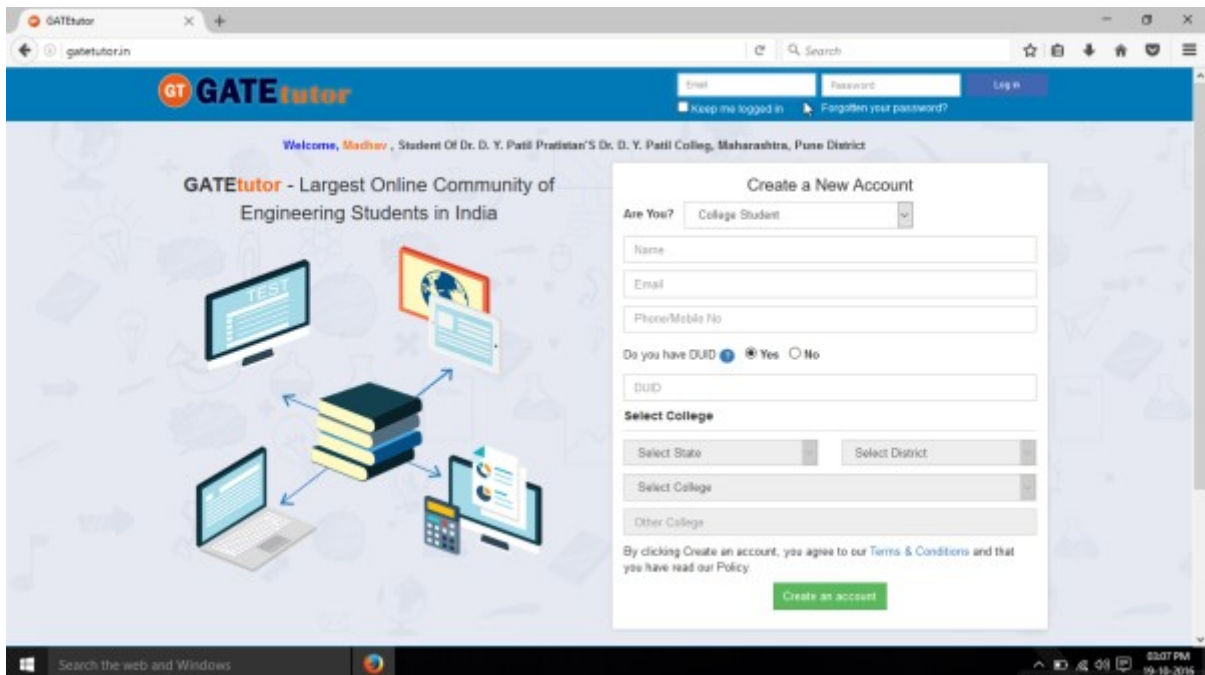 GATEtutor
gatetutor.in
Search
GT GATEtutor
Email
Password
Log in
Keep me logged in
Forgotten your password?
Welcome, Madhav , Student Of Dr. D. Y. Patil Pratistan'S Dr. D. Y. Patil Colleg, Maharashtra, Pune District
GATEtutor - Largest Online Community of
Engineering Students in India
TEST
Create a New Account
Are You? College Student
Name
Email
Phone/Mobile No
Do you have DUID ? Yes No
DUID
Select College
Select State
Select District
Select College
Other College
By clicking Create an account, you agree to our Terms & Conditions and that
you have read our Policy.
Create an account
Search the web and Windows
03:07 PM
19-10-2016